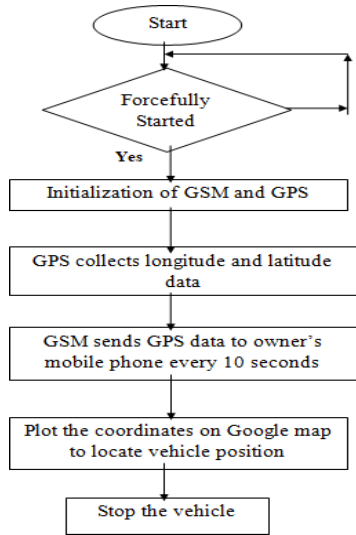 Start
Forcefully
Started
Yes
Initialization of GSM and GPS
GPS collects longitude and latitude
data
GSM sends GPS data to owner's
mobile phone every 10 seconds
Plot the coordinates on Google map
to locate vehicle position
Stop the vehicle